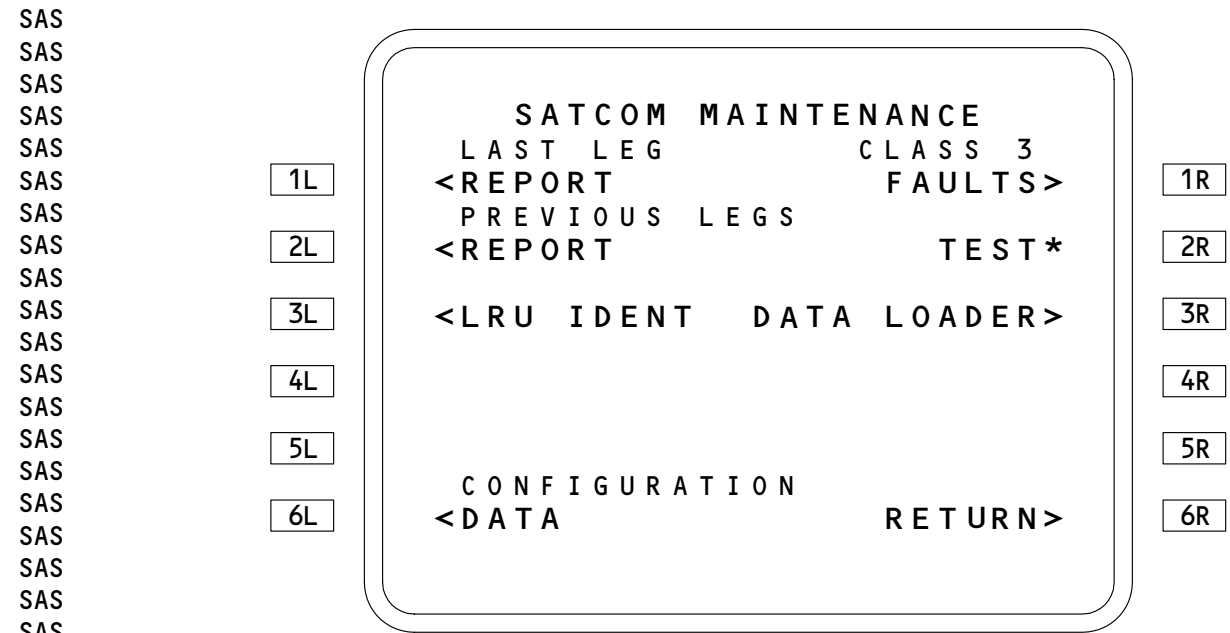 SAS
SAS
SAS
SAS
SATCOM MAINTENANCE
SAS
LAST LEG CLASS 3
SAS
1L <REPORT FAULTS> 1R
SAS
PREVIOUS LEGS
SAS
2L <REPORT TEST* 2R
SAS
SAS
3L <LRU IDENT DATA LOADER> 3R
SAS
SAS
4L 4R
SAS
SAS
5L 5R
SAS
CONFIGURATION
SAS
6L <DATA RETURN> 6R
SAS
SAS
SAS
SAS